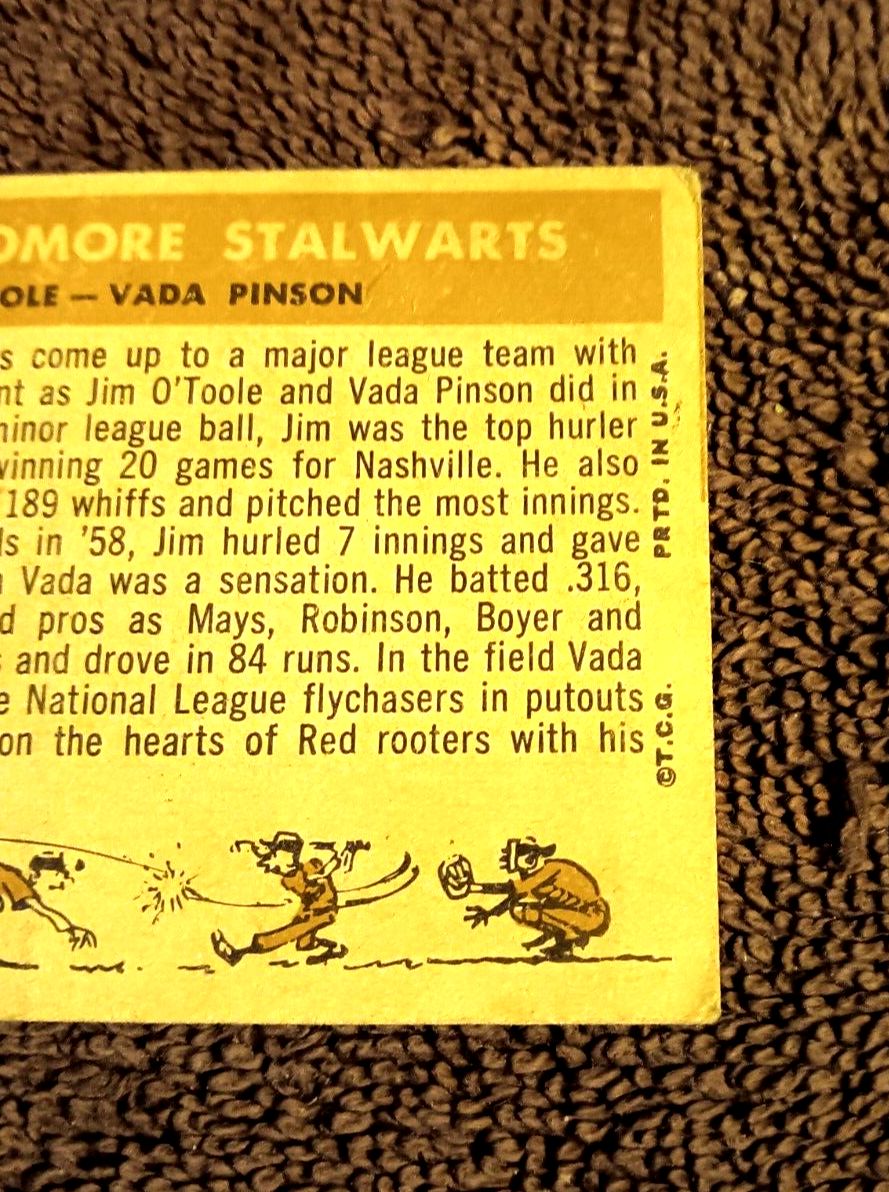 OMORE STALWARTS
OLE — VADA PINSON
s come up to a major league team with
nt as Jim O'Toole and Vada Pinson did in
inor league ball, Jim was the top hurler
inning 20 games for Nashville. He also
189 whiffs and pitched the most innings.
ls in '58, Jim hurled 7 innings and gave
Vada was a sensation. He batted .316,
d pros as Mays, Robinson, Boyer and
and drove in 84 runs. In the field Vada
e National League flychasers in putouts
on the hearts of Red rooters with his
©T.C.G. PRTD. IN U.S.A.